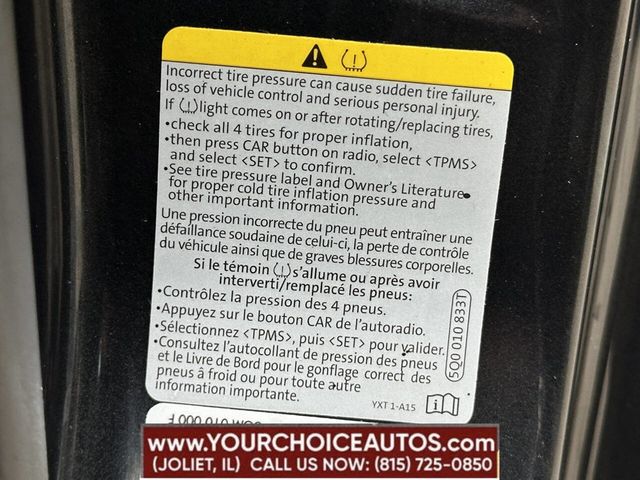 Incorrect tire pressure can cause sudden tire failure,
loss of vehicle control and serious personal injury.
If (!) light comes on or after rotating/replacing tires,
•check all 4 tires for proper inflation,
•then press CAR button on radio, select <TPMS>
and select <SET> to confirm.
•See tire pressure label and Owner's Literature
for proper cold tire inflation pressure and
other important information.
Une pression incorrecte du pneu peut entraîner une
défaillance soudaine de celui-ci, la perte de contrôle
du véhicule ainsi que de graves blessures corporelles.
Si le témoin (!) s'allume ou après avoir
interverti/remplacé les pneus:
•Contrôlez la pression des 4 pneus.
•Appuyez sur le bouton CAR de l'autoradio.
•Sélectionnez <TPMS>, puis <SET> pour valider.
•Consultez l'autocollant de pression des pneus
et le Livre de Bord pour le gonflage correct des
pneus à froid ou pour toute autre
information importante.
5Q0 010 833T
YXT 1-A15
www.YOURCHOICEAUTOS.com
(JOLIET, IL) CALL US NOW: (815) 725-0850